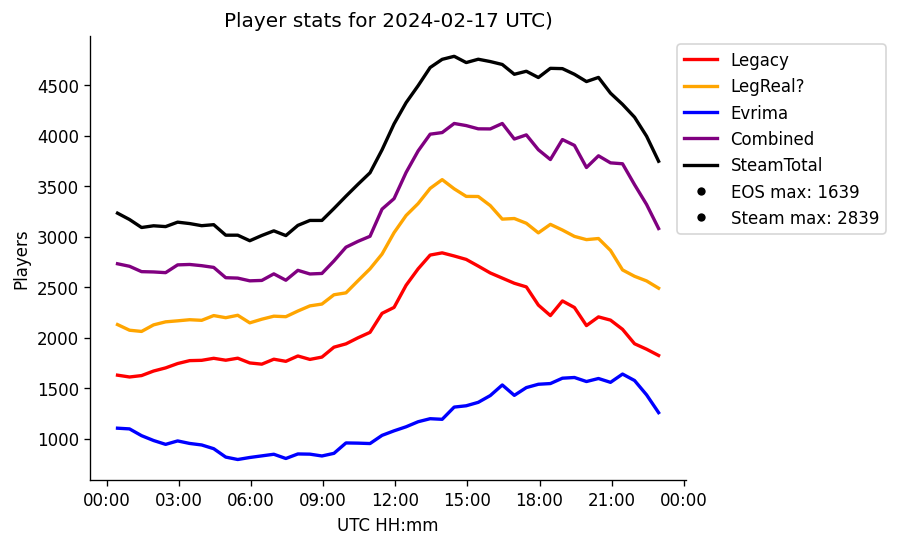 Player stats for 2024-02-17 UTC)
Players
4500
4000
3500
3000
2500
2000
1500
1000
00:00 03:00 06:00 09:00 12:00 15:00 18:00 21:00 00:00
UTC HH:mm
Legacy
LegReal?
Evrima
Combined
SteamTotal
EOS max: 1639
Steam max: 2839